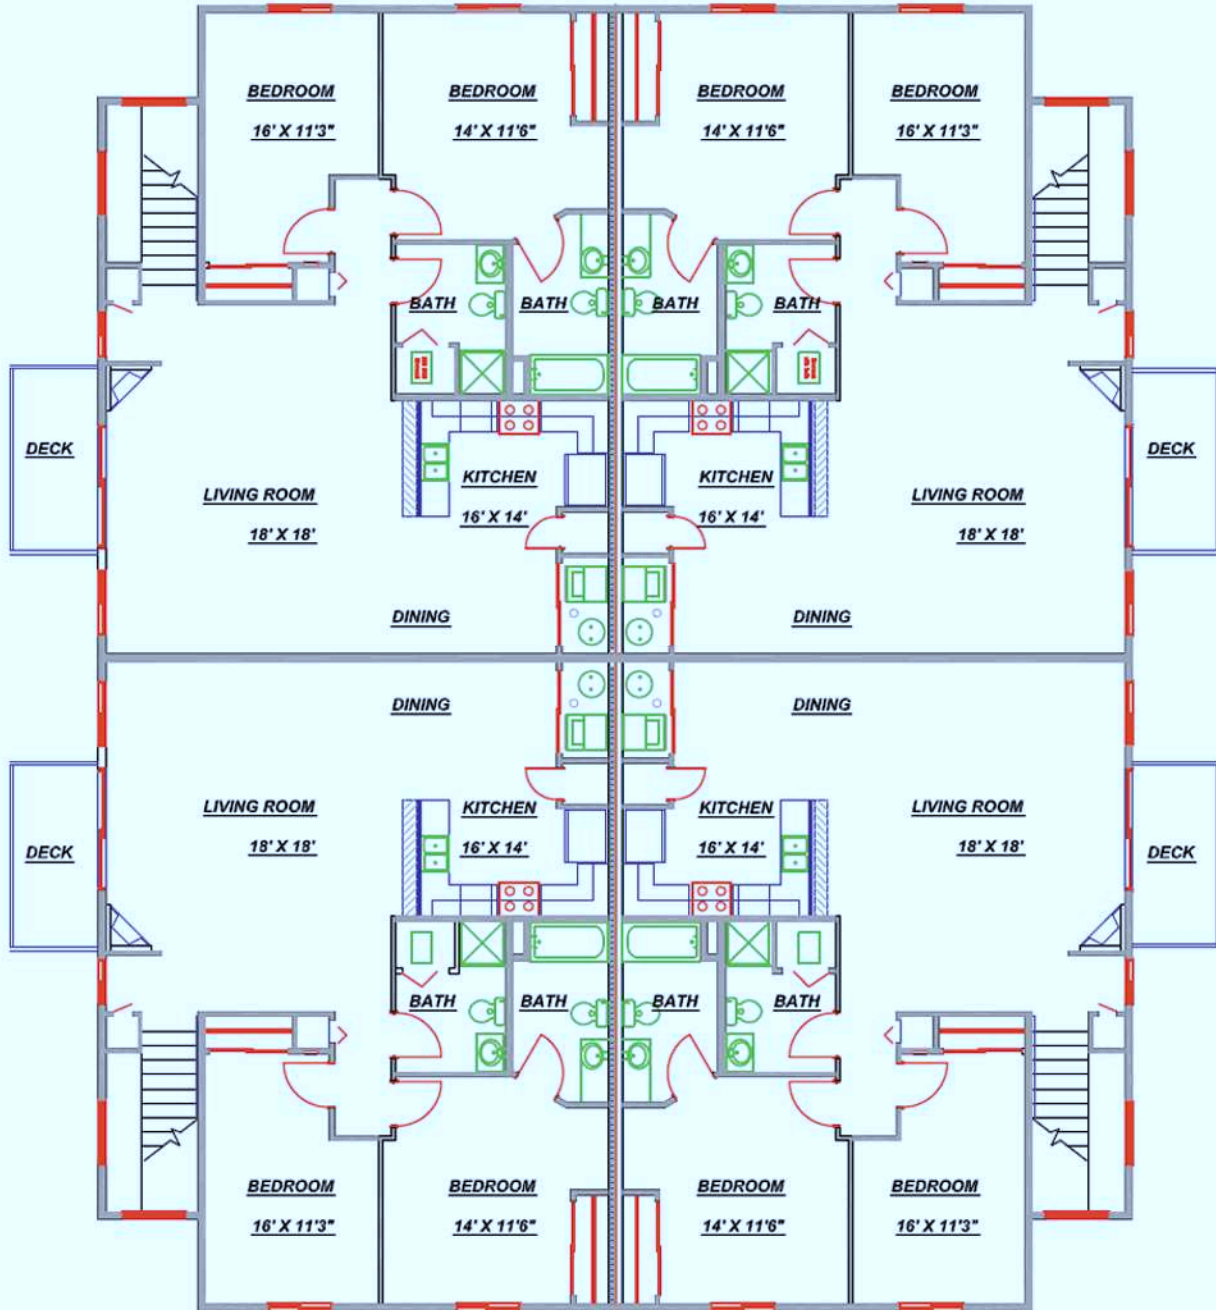 BEDROOM BEDROOM BEDROOM BEDROOM
16' X 11'3" 14' X 11'6" 14' X 11'6" 16' X 11'3"
BATH BATH BATH BATH
DECK KITCHEN KITCHEN DECK
LIVING ROOM LIVING ROOM
16' X 14' 16' X 14'
18' X 18' 18' X 18'
DINING DINING
DINING DINING
LIVING ROOM KITCHEN KITCHEN LIVING ROOM
18' X 18' 16' X 14' 16' X 14' 18' X 18'
DECK DECK
BATH BATH BATH BATH
BEDROOM BEDROOM BEDROOM BEDROOM
16' X 11'3" 14' X 11'6" 14' X 11'6" 16' X 11'3"